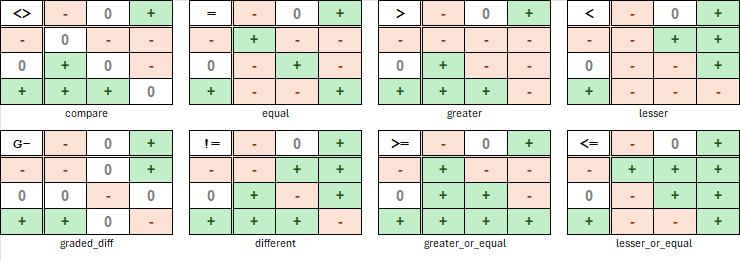 <> - 0 + = - 0 + > - 0 + < - 0 +
- 0 - - - + - - - - - - - - + +
0 + 0 - 0 - + - 0 + - - 0 - - +
+ + + 0 + - - + + + + - + - - -
compare equal greater lesser
G- - 0 + != - 0 + >= - 0 + <= - 0 +
- - 0 + - - + + - + - - - + + +
0 0 - 0 0 + - + 0 + + - 0 - + +
+ + 0 - + + + - + + + + + - - +
graded_diff different greater_or_equal lesser_or_equal